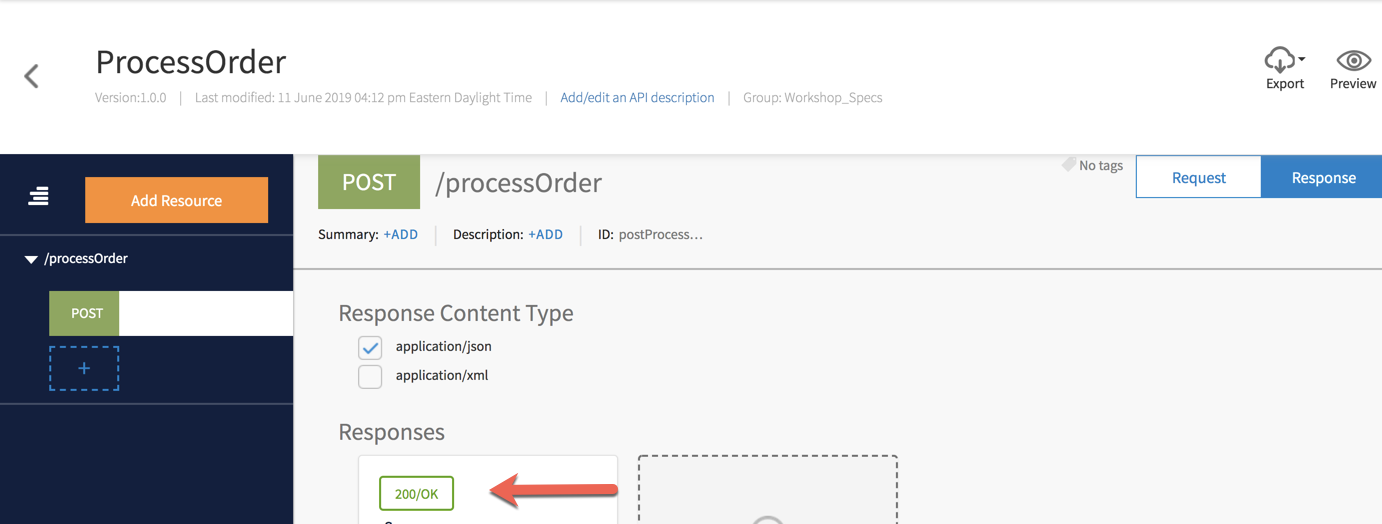 ProcessOrder
Version:1.0.0 | Last modified: 11 June 2019 04:12 pm Eastern Daylight Time | Add/edit an API description | Group: Workshop_Specs
Export
Preview
Add Resource
/processOrder
POST
+
POST /processOrder
No tags
Request
Response
Summary: +ADD | Description: +ADD | ID: postProcess...
Response Content Type
application/json
application/xml
Responses
200/OK